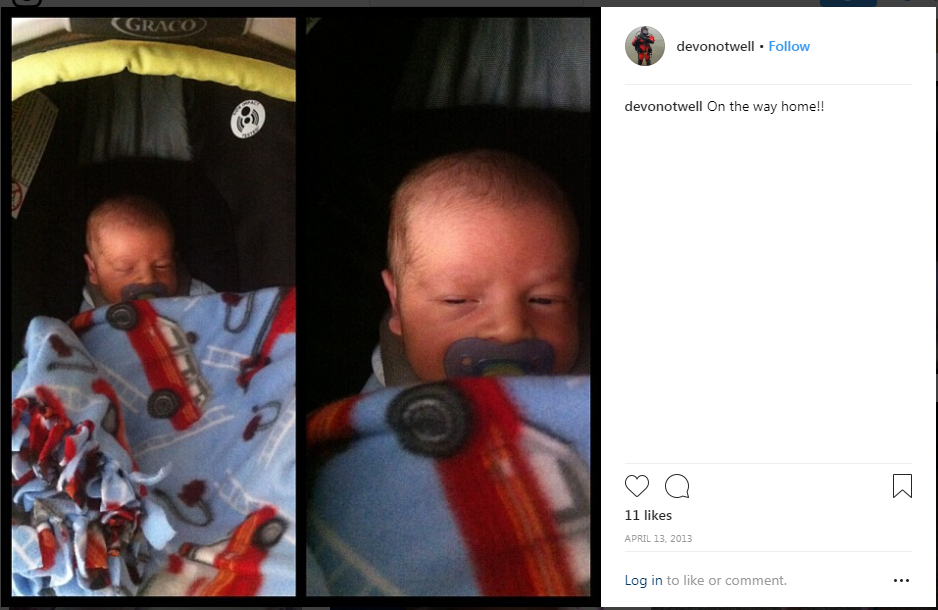 GRACO
devonotwell • Follow
devonotwell On the way home!!
11 likes
APRIL 13, 2013
Log in to like or comment.